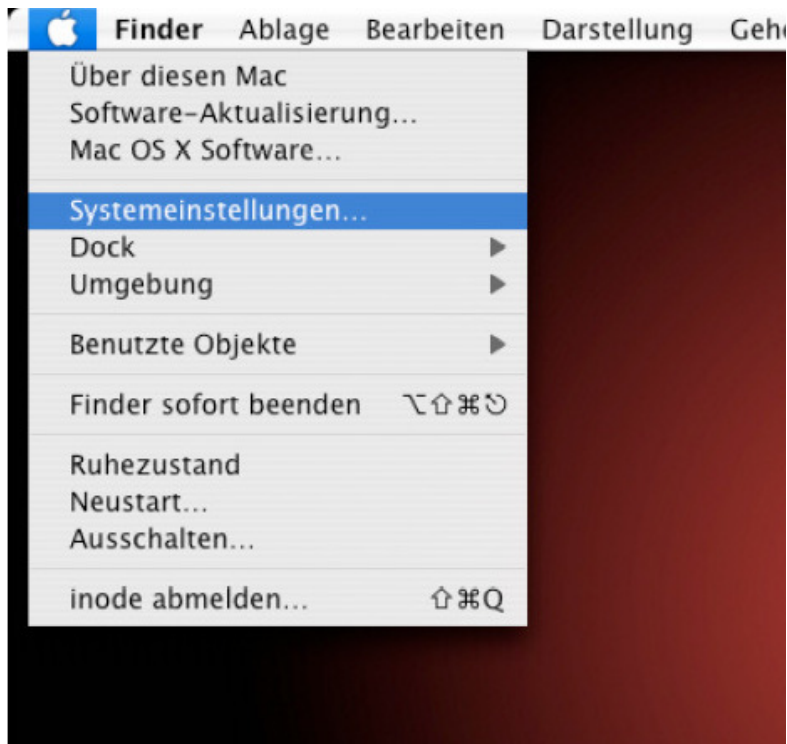 Finder Ablage Bearbeiten Darstellung
Über diesen Mac
Software-Aktualisierung...
Mac OS X Software...
Systemeinstellungen...
Dock
Umgebung
Benutzte Objekte
Finder sofort beenden ⌥⇧⌘⎋
Ruhezustand
Neustart...
Ausschalten...
inode abmelden... ⇧⌘Q